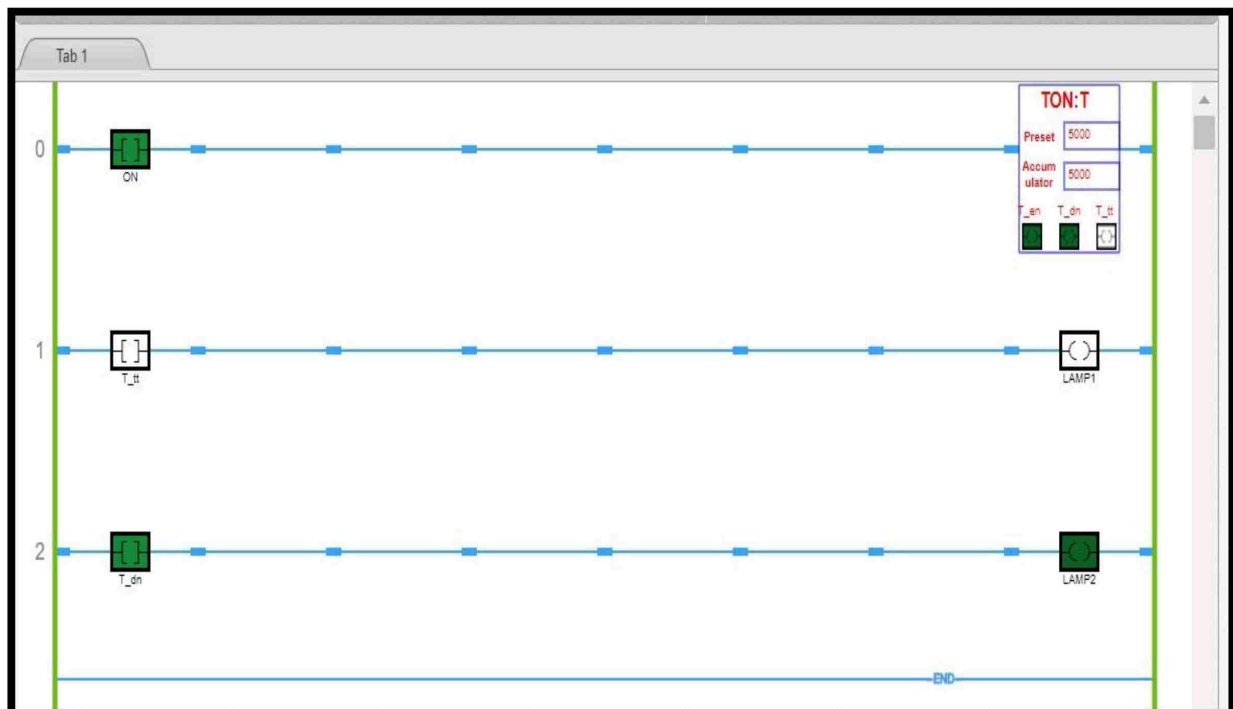 Tab 1
0
ON
TON:T
Preset 5000
Accum
ulator 5000
T_en T_dn T_tt
1
T_tt
LAMP1
2
T_dn
LAMP2
END